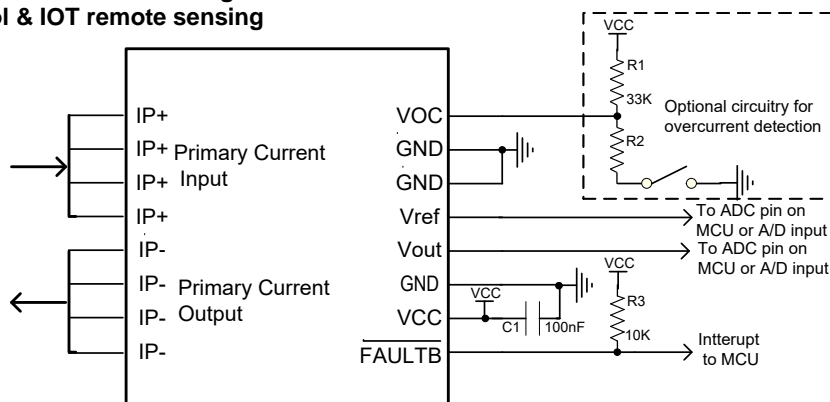 l & IOT remote sensing
VCC
R1
33K
R2
Optional circuitry for
overcurrent detection
IP+
IP+
IP+
IP+
Primary Current
Input
IP-
IP-
IP-
IP-
Primary Current
Output
VOC
GND
GND
Vref
Vout
GND
VCC
FAULTB
To ADC pin on
MCU or A/D input
To ADC pin on
MCU or A/D input
VCC
C1
100nF
VCC
R3
10K
Intterupt
to MCU